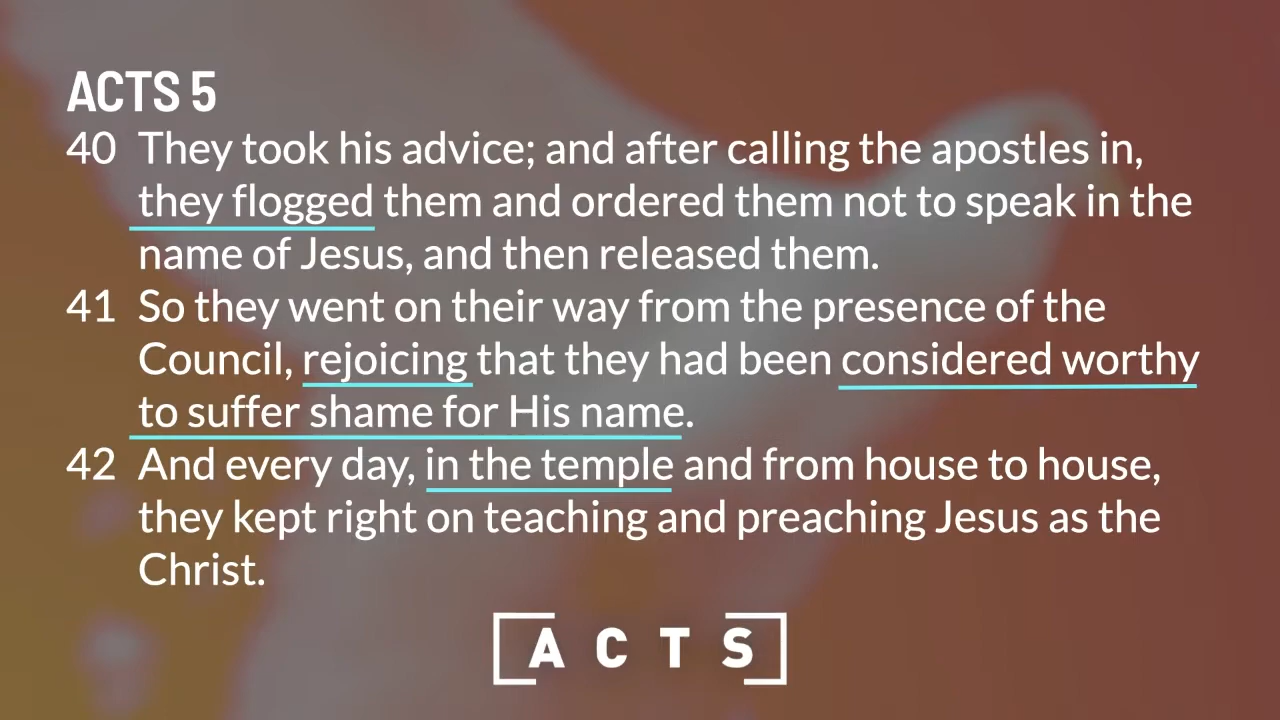 ACTS 5
40 They took his advice; and after calling the apostles in,
they flogged them and ordered them not to speak in the
name of Jesus, and then released them.
41 So they went on their way from the presence of the
Council, rejoicing that they had been considered worthy
to suffer shame for His name.
42 And every day, in the temple and from house to house,
they kept right on teaching and preaching Jesus as the
Christ.
ACTS